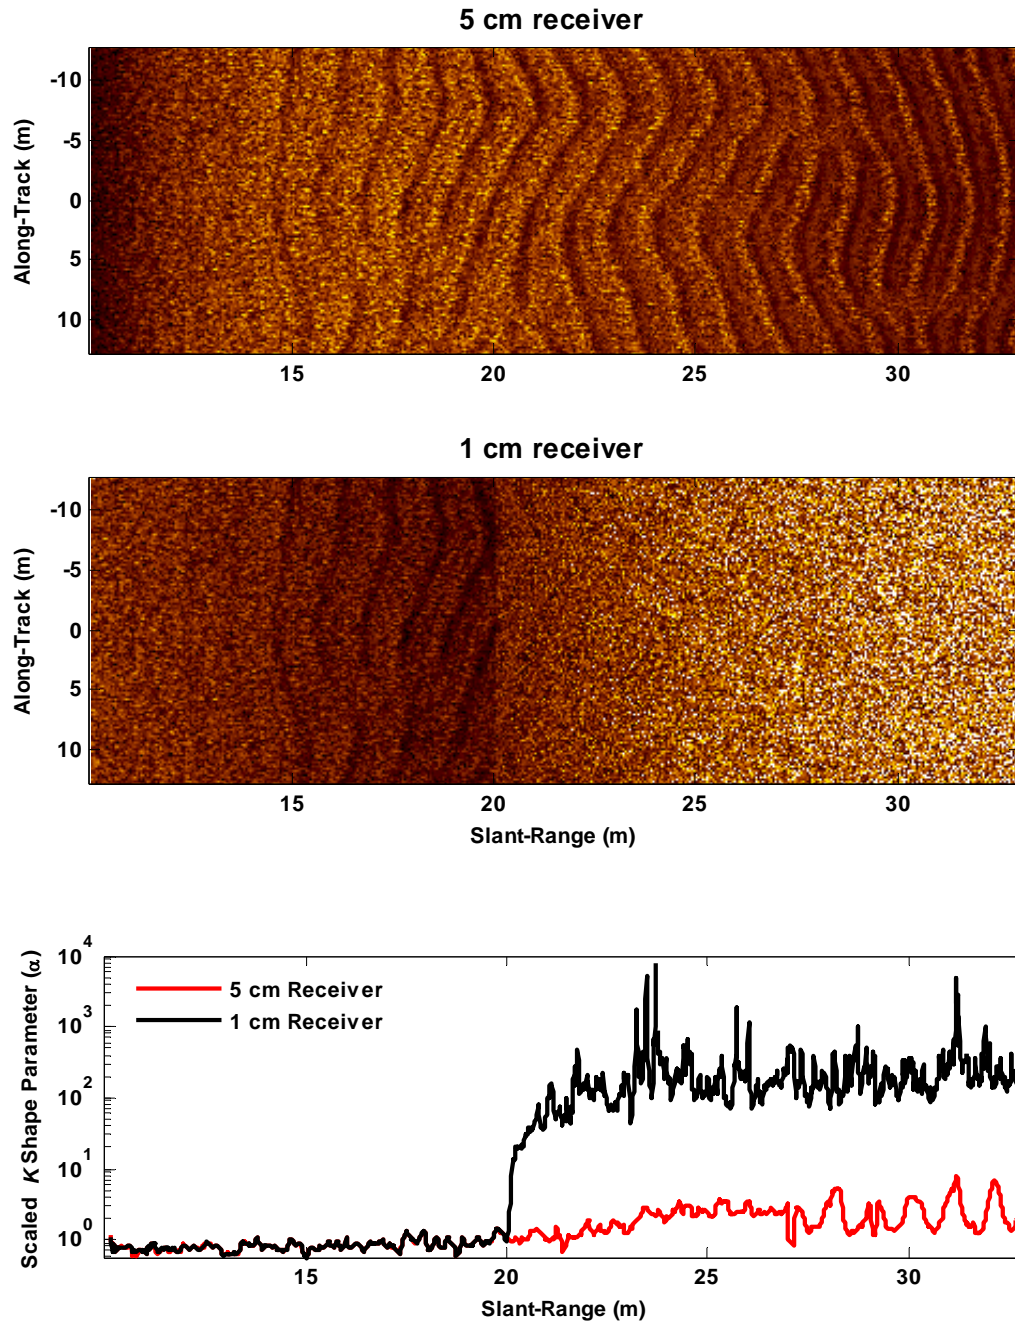 5 cm receiver
Along-Track (m)
-10
-5
0
5
10
15 20 25 30
1 cm receiver
Along-Track (m)
-10
-5
0
5
10
15 20 25 30
Slant-Range (m)
Scaled K Shape Parameter (α)
10^4
10^3
10^2
10^1
10^0
5 cm Receiver
1 cm Receiver
15 20 25 30
Slant-Range (m)